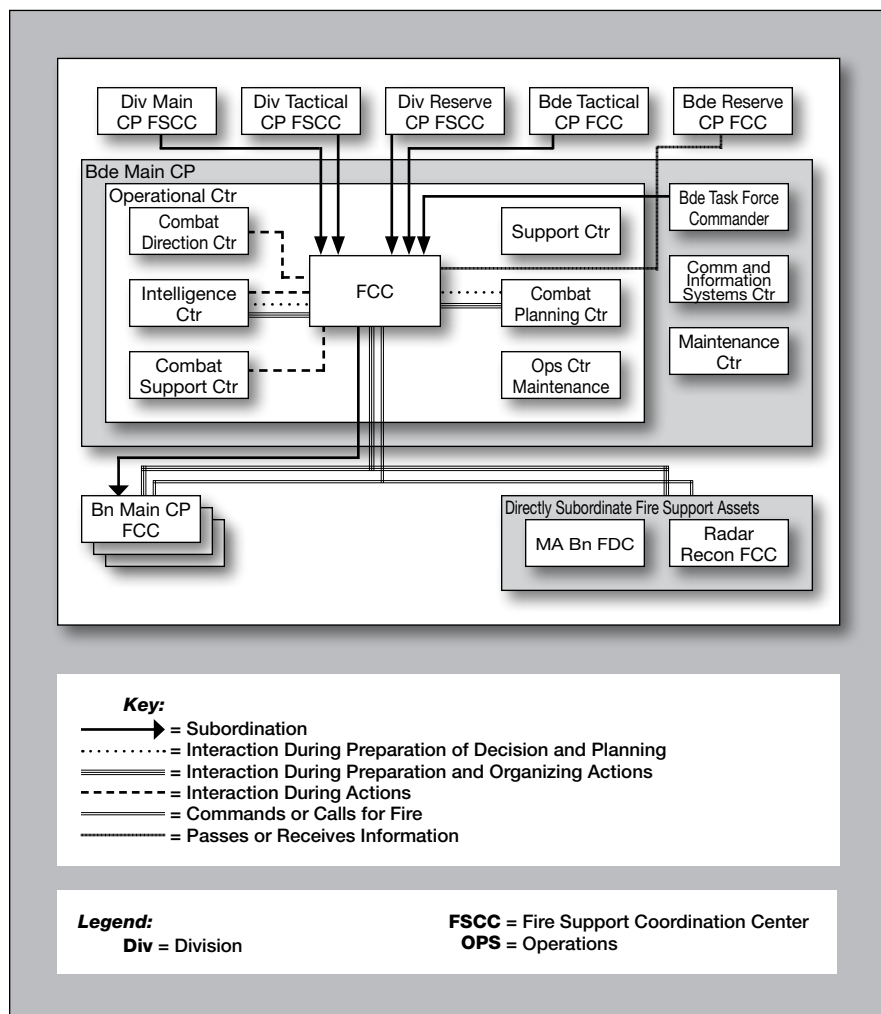 Div Main
CP FSCC
Div Tactical
CP FSCC
Div Reserve
CP FSCC
Bde Tactical
CP FCC
Bde Reserve
CP FCC
Bde Main CP
Operational Ctr
Combat
Direction Ctr
Support Ctr
Bde Task Force
Commander
FCC
Intelligence
Ctr
Combat
Planning Ctr
Comm and
Information
Systems Ctr
Combat
Support Ctr
Ops Ctr
Maintenance
Maintenance
Ctr
Bn Main CP
FCC
Directly Subordinate Fire Support Assets
MA Bn FDC
Radar
Recon FCC
Key:
= Subordination
= Interaction During Preparation of Decision and Planning
= Interaction During Preparation and Organizing Actions
= Interaction During Actions
= Commands or Calls for Fire
= Passes or Receives Information
Legend:
Div = Division
FSCC = Fire Support Coordination Center
OPS = Operations